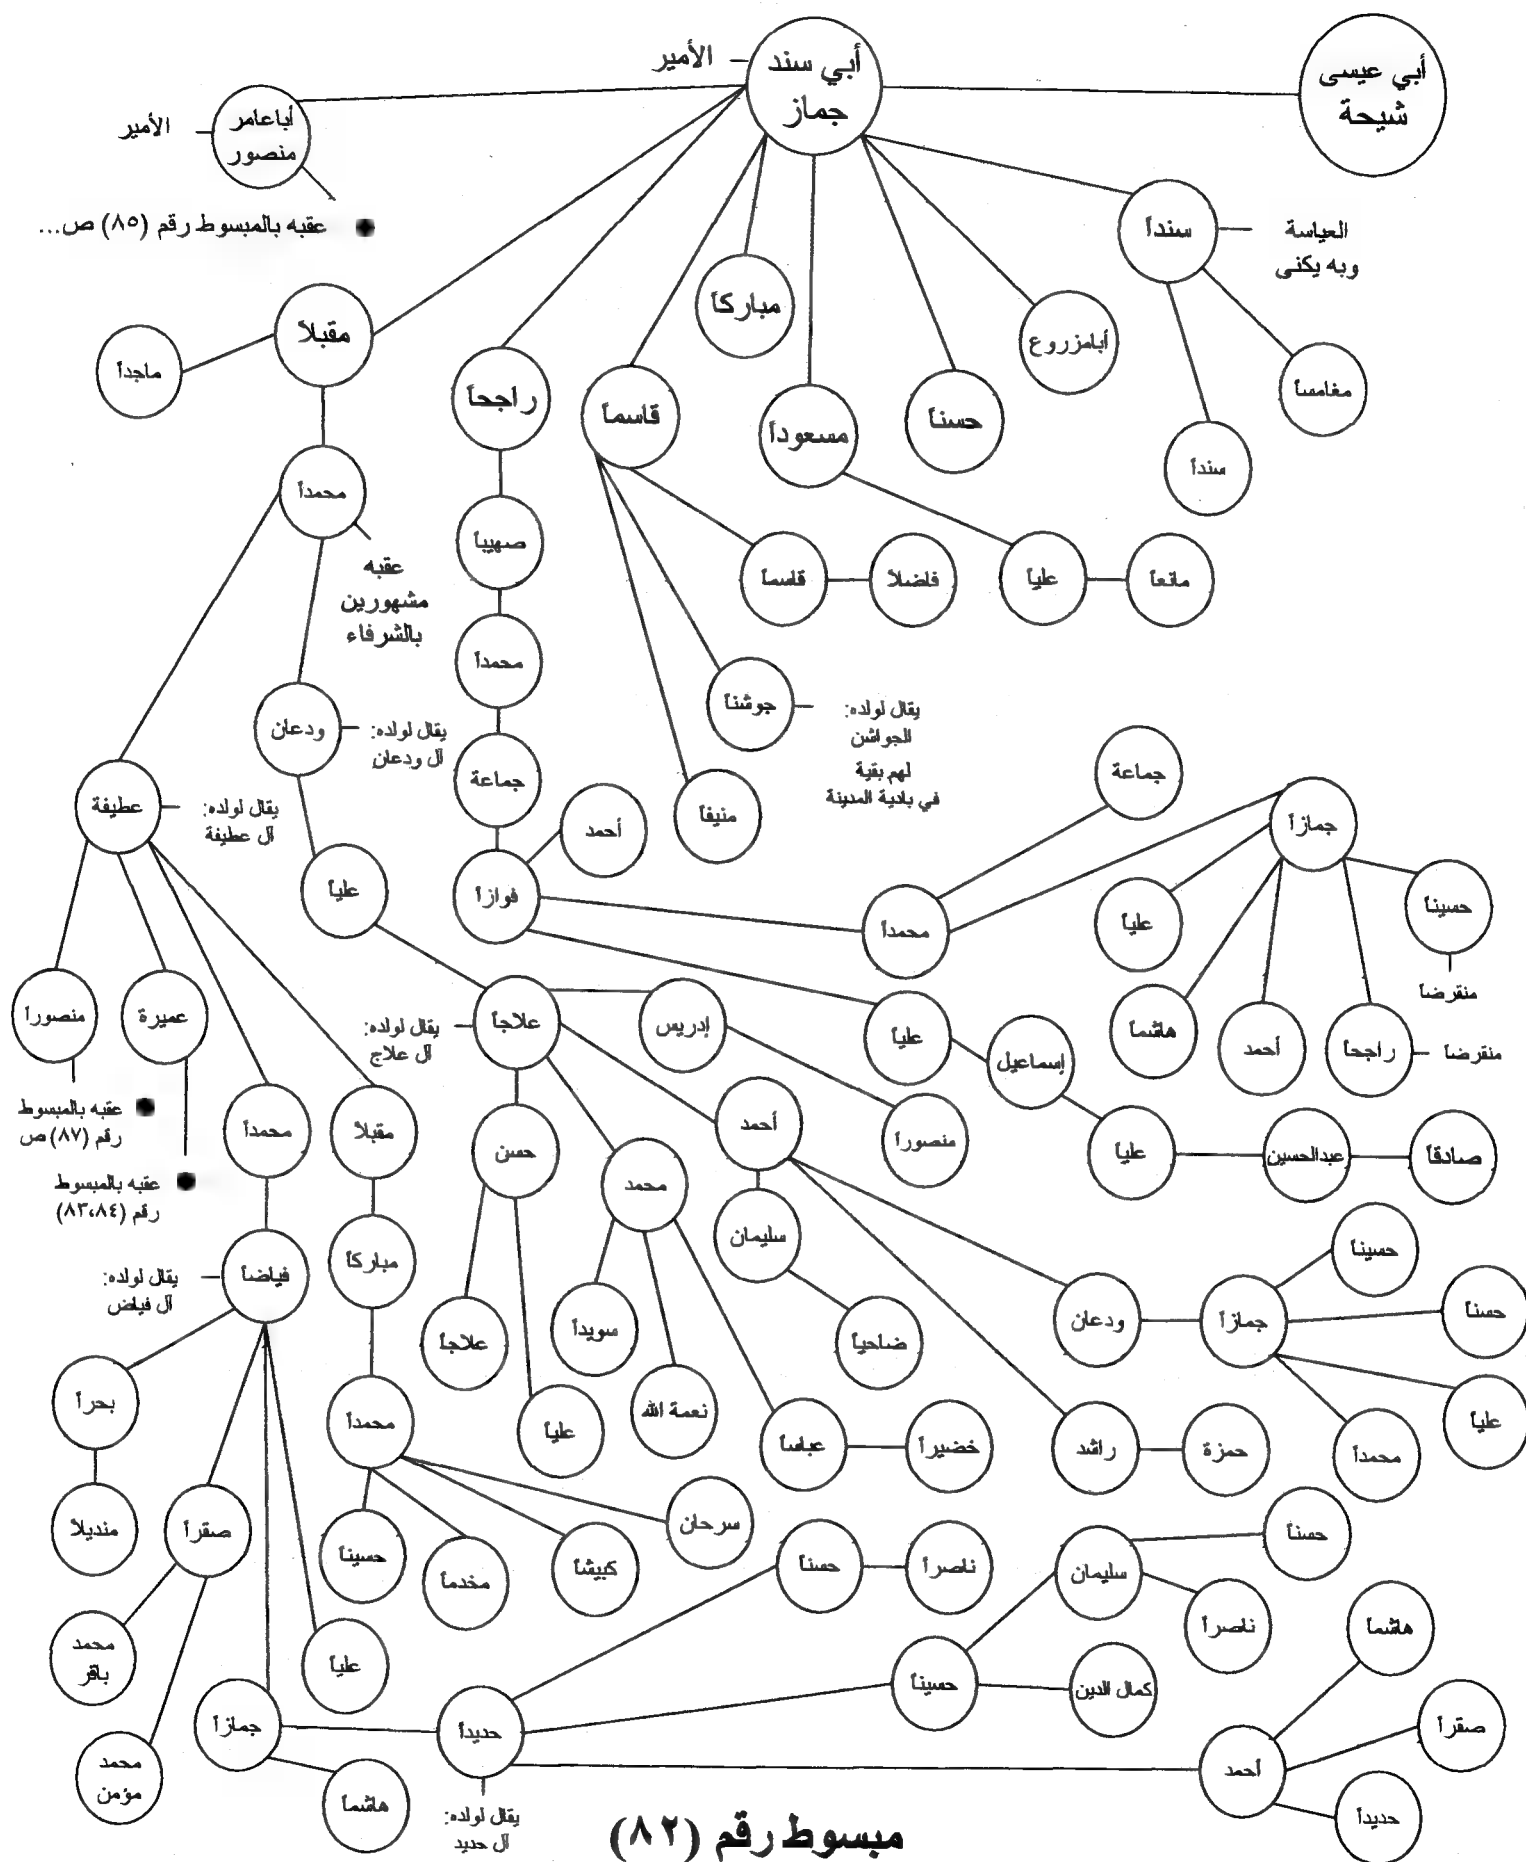 أبي عيسى
شيحة
أبي سند
جماز
الأمير
أباعامر
منصور
الأمير
عقبه بالمبسوط رقم (٨٥) ص...
سنداً
العياسة
وبه يكنى
مغامساً
سنداً
أبامزروع
حسناً
مسعوداً
مباركاً
قاسماً
راجحاً
مقبلاً
ماجداً
محمداً
عقبه
مشهورين
بالشرفاء
صهيباً
قاسماً
فاضلاً
علياً
مانعاً
محمداً
جوشناً
يقال لولده:
الجواشن
لهم بقية
في بادية المدينة
منيفاً
ودعان
يقال لولده:
آل ودعان
جماعة
عطيفة
يقال لولده:
آل عطيفة
أحمد
جماعة
جمازاً
علياً
فوازاً
محمداً
علياً
حسيناً
منقرضاً
هاشماً
أحمد
راجحاً
منقرضاً
منصوراً
عميرة
علاجاً
يقال لولده:
آل علاج
إدريس
علياً
إسماعيل
عقبه بالمبسوط
رقم (٨٧) ص
عقبه بالمبسوط
رقم (٨٣،٨٤)
محمداً
مقبلاً
حسن
محمد
أحمد
منصوراً
علياً
عبدالحسين
صادقاً
سليمان
فياضاً
يقال لولده:
آل فياض
مباركاً
علاجاً
سويداً
ضاحياً
ودعان
جمازاً
حسيناً
حسناً
علياً
محمداً
بحراً
محمداً
علياً
نعمة الله
عباساً
خضيراً
راشد
حمزة
منديلاً
صقراً
حسيناً
مخدماً
كبيشاً
سرحان
حسناً
ناصراً
سليمان
حسناً
ناصراً
محمد
باقر
علياً
محمد
مؤمن
جمازاً
هاشماً
حديداً
يقال لولده:
آل حديد
حسيناً
كمال الدين
أحمد
هاشماً
صقراً
حديداً
مبسوط رقم (٨٢)